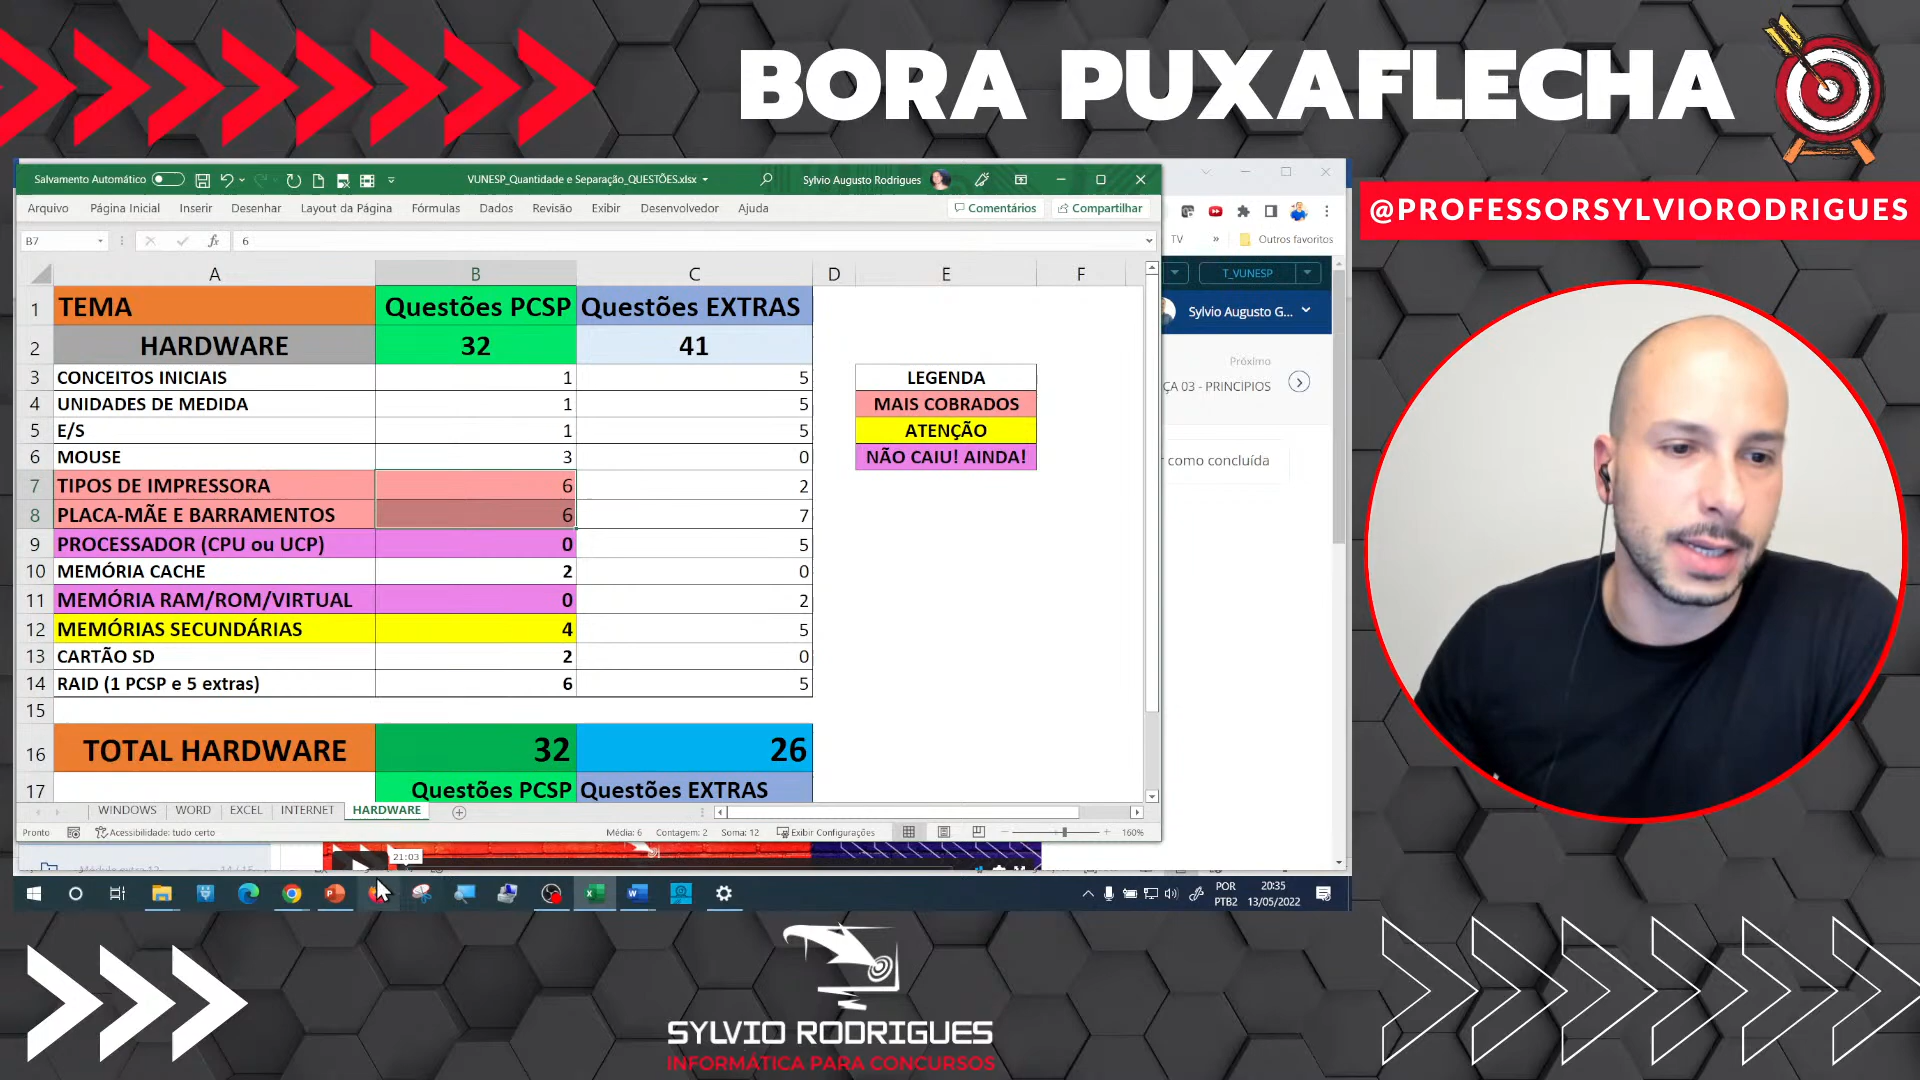 BORA PUXAFLECHA
@PROFESSORSYLVIORODRIGUES
Salvamento Automático
VUNESP_Quantidade e Separação_QUESTÕES.xlsx
Sylvio Augusto Rodrigues
Arquivo Página Inicial Inserir Desenhar Layout da Página Fórmulas Dados Revisão Exibir Desenvolvedor Ajuda Comentários Compartilhar
B7 fx 6
TV » Outros favoritos
T_VUNESP
Sylvio Augusto G...
Próximo
ÇA 03 - PRINCÍPIOS
r como concluída
A B C D E F
1 TEMA Questões PCSP Questões EXTRAS
2 HARDWARE 32 41
3 CONCEITOS INICIAIS 1 5 LEGENDA
4 UNIDADES DE MEDIDA 1 5 MAIS COBRADOS
5 E/S 1 5 ATENÇÃO
6 MOUSE 3 0 NÃO CAIU! AINDA!
7 TIPOS DE IMPRESSORA 6 2
8 PLACA-MÃE E BARRAMENTOS 6 7
9 PROCESSADOR (CPU ou UCP) 0 5
10 MEMÓRIA CACHE 2 0
11 MEMÓRIA RAM/ROM/VIRTUAL 0 2
12 MEMÓRIAS SECUNDÁRIAS 4 5
13 CARTÃO SD 2 0
14 RAID (1 PCSP e 5 extras) 6 5
15
16 TOTAL HARDWARE 32 26
17 Questões PCSP Questões EXTRAS
WINDOWS WORD EXCEL INTERNET HARDWARE
Pronto Acessibilidade: tudo certo Média: 6 Contagem: 2 Soma: 12 Exibir Configurações 160%
21:03
POR
PTB2
20:35
13/05/2022
SYLVIO RODRIGUES
INFORMÁTICA PARA CONCURSOS